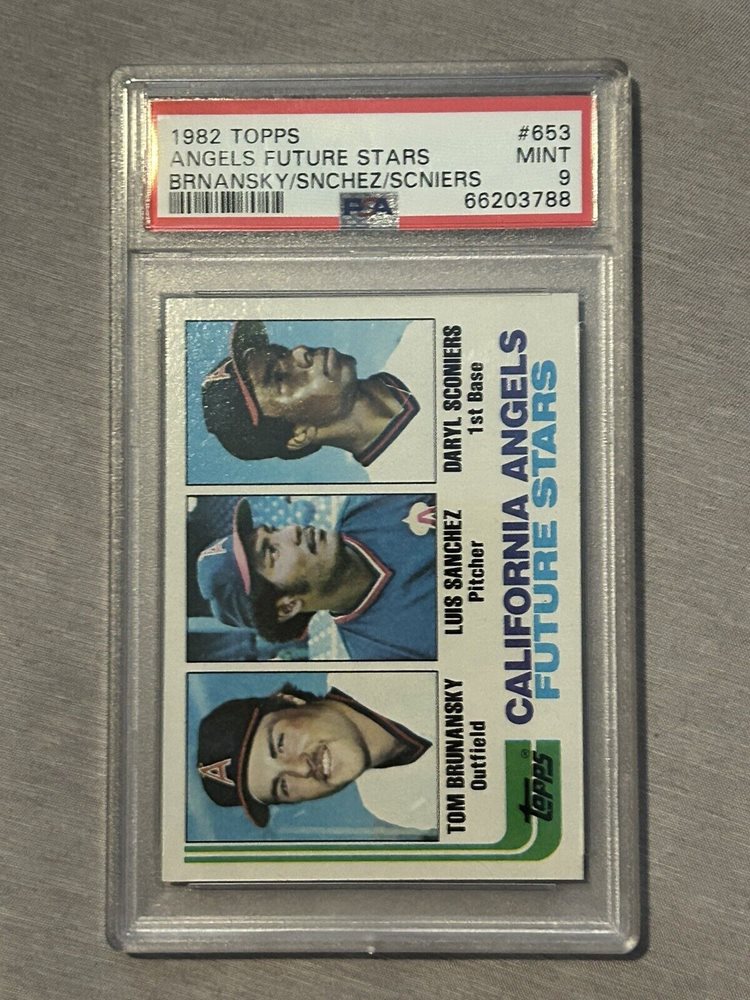 1982 TOPPS #653
ANGELS FUTURE STARS MINT
BRNANSKY/SNCHEZ/SCNIERS 9
66203788
PSA
TOM BRUNANSKY
Outfield
LUIS SANCHEZ
Pitcher
DARYL SCONIERS
1st Base
topps®
CALIFORNIA ANGELS
FUTURE STARS